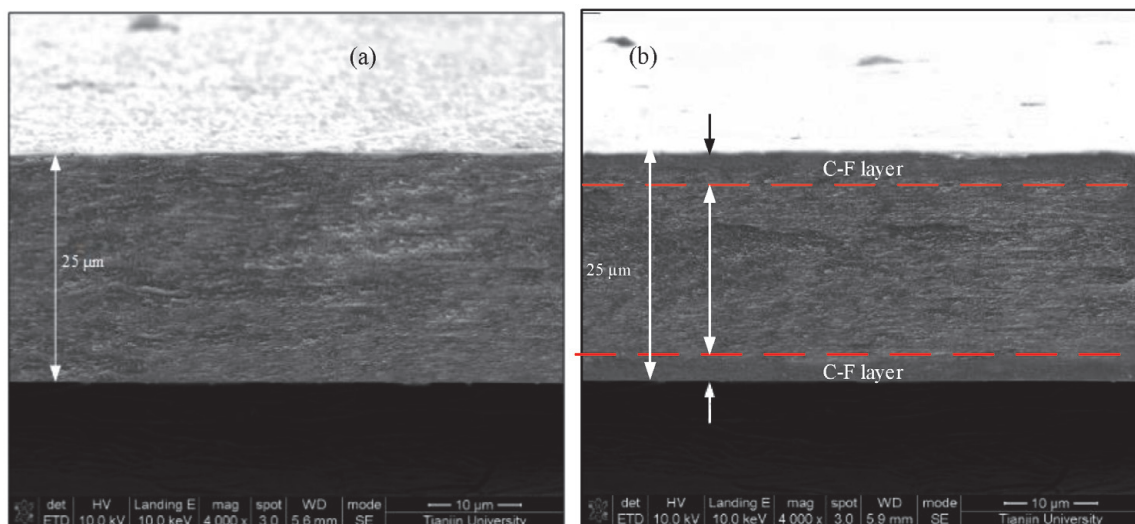 (a)
25 μm
det HV Landing E mag spot WD mode 10 μm
ETD 10.0 kV 10.0 keV 4 000 x 3.0 5.6 mm SE Tianjin University
(b)
C-F layer
25 μm
C-F layer
det HV Landing E mag spot WD mode 10 μm
ETD 10.0 kV 10.0 keV 4 000 x 3.0 5.9 mm SE Tianjin University